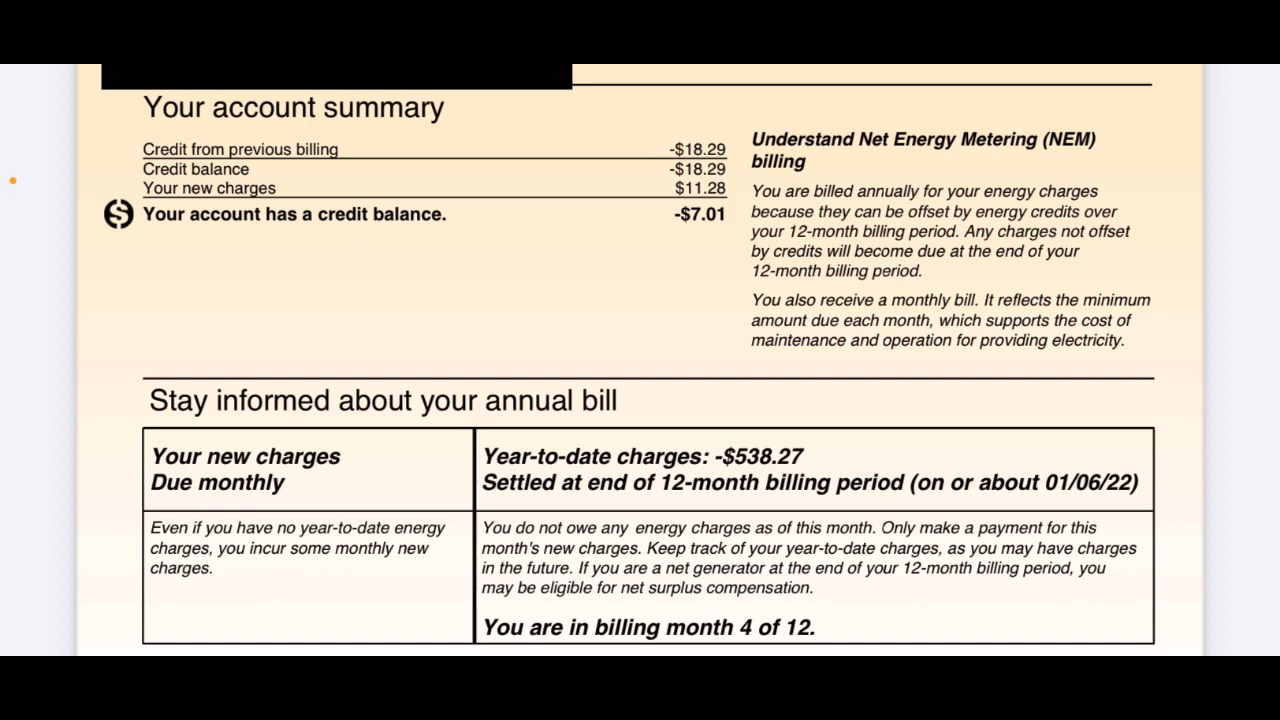 Your account summary
Credit from previous billing -$18.29
Credit balance -$18.29
Your new charges $11.28
$ Your account has a credit balance. -$7.01
Understand Net Energy Metering (NEM)
billing
You are billed annually for your energy charges
because they can be offset by energy credits over
your 12-month billing period. Any charges not offset
by credits will become due at the end of your
12-month billing period.
You also receive a monthly bill. It reflects the minimum
amount due each month, which supports the cost of
maintenance and operation for providing electricity.
Stay informed about your annual bill
Your new charges
Due monthly
Even if you have no year-to-date energy
charges, you incur some monthly new
charges.
Year-to-date charges: -$538.27
Settled at end of 12-month billing period (on or about 01/06/22)
You do not owe any energy charges as of this month. Only make a payment for this
month's new charges. Keep track of your year-to-date charges, as you may have charges
in the future. If you are a net generator at the end of your 12-month billing period, you
may be eligible for net surplus compensation.
You are in billing month 4 of 12.